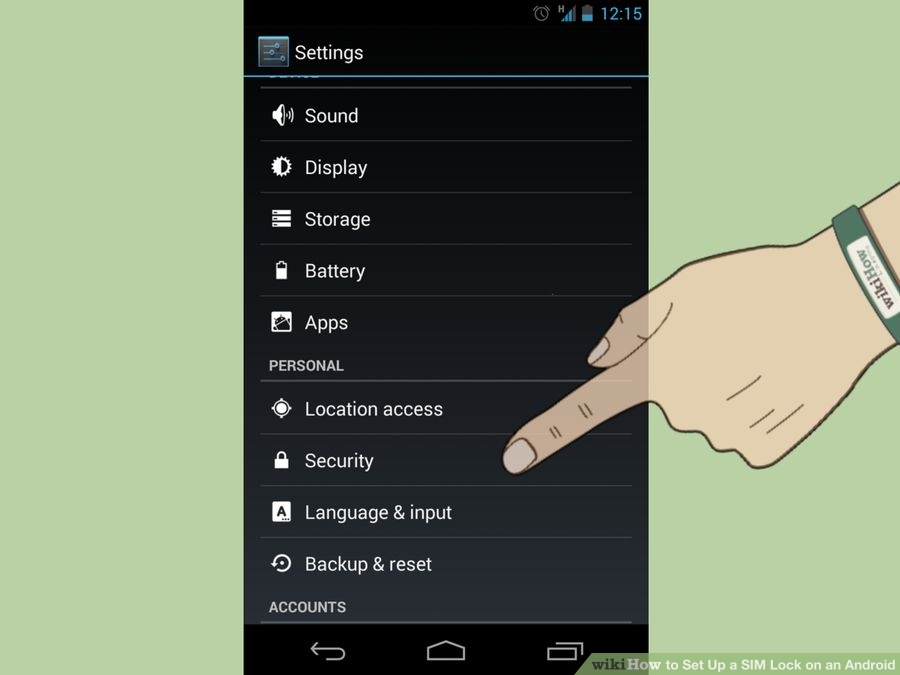 H
12:15
Settings
Sound
Display
Storage
Battery
Apps
PERSONAL
Location access
Security
A
Language & input
Backup & reset
ACCOUNTS
wikiHow
wikiHow to Set Up a SIM Lock on an Android